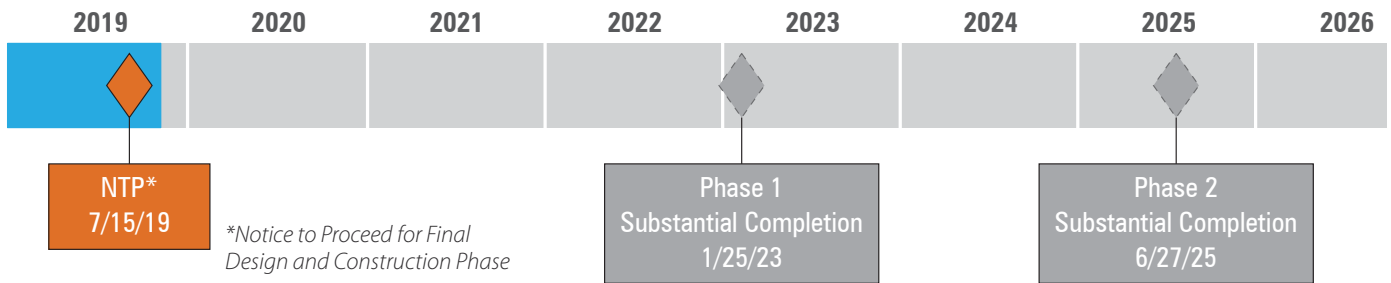 2019 2020 2021 2022 2023 2024 2025 2026
NTP*
7/15/19
*Notice to Proceed for Final
Design and Construction Phase
Phase 1
Substantial Completion
1/25/23
Phase 2
Substantial Completion
6/27/25